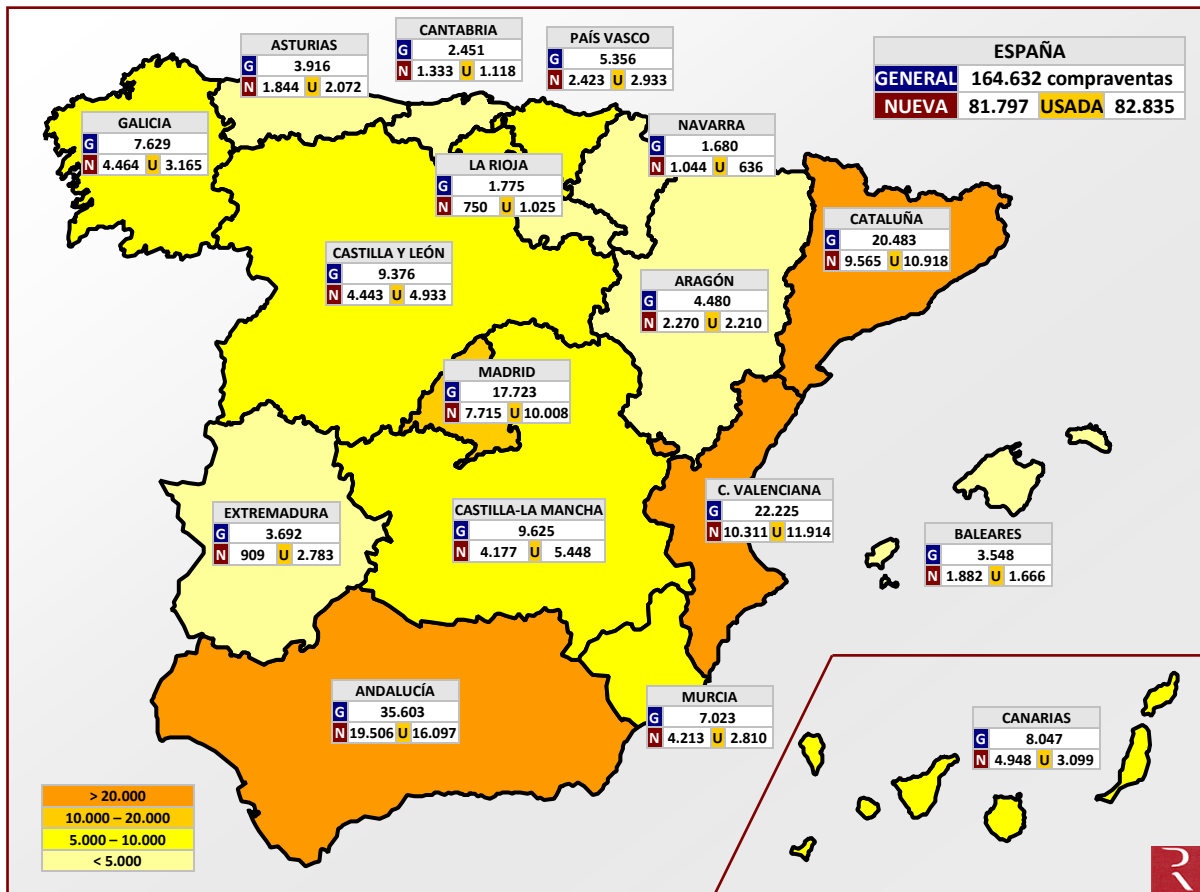 ASTURIAS
G 3.916
N 1.844 U 2.072
CANTABRIA
G 2.451
N 1.333 U 1.118
PAÍS VASCO
G 5.356
N 2.423 U 2.933
ESPAÑA
GENERAL 164.632 compraventas
NUEVA 81.797 USADA 82.835
GALICIA
G 7.629
N 4.464 U 3.165
NAVARRA
G 1.680
N 1.044 U 636
LA RIOJA
G 1.775
N 750 U 1.025
CATALUÑA
G 20.483
N 9.565 U 10.918
CASTILLA Y LEÓN
G 9.376
N 4.443 U 4.933
ARAGÓN
G 4.480
N 2.270 U 2.210
MADRID
G 17.723
N 7.715 U 10.008
C. VALENCIANA
G 22.225
N 10.311 U 11.914
EXTREMADURA
G 3.692
N 909 U 2.783
CASTILLA-LA MANCHA
G 9.625
N 4.177 U 5.448
BALEARES
G 3.548
N 1.882 U 1.666
ANDALUCÍA
G 35.603
N 19.506 U 16.097
MURCIA
G 7.023
N 4.213 U 2.810
CANARIAS
G 8.047
N 4.948 U 3.099
> 20.000
10.000 – 20.000
5.000 – 10.000
< 5.000
R